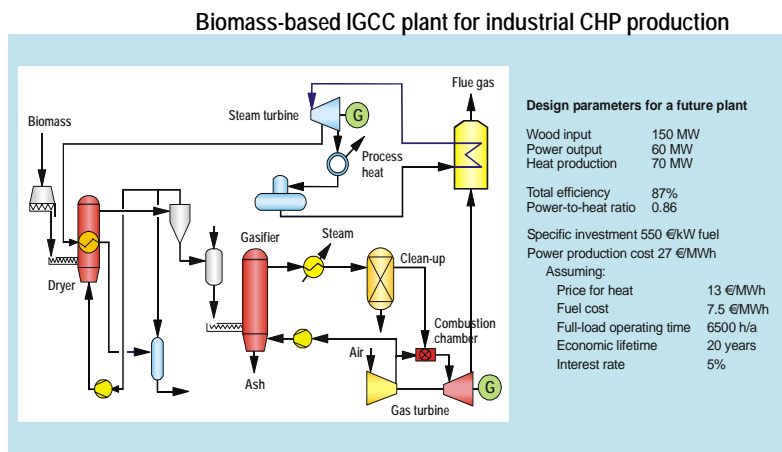 Biomass-based IGCC plant for industrial CHP production
Flue gas
Biomass
Steam turbine
G
Process
heat
Gasifier
Steam
Clean-up
Dryer
Combustion
chamber
Air
Ash
G
Gas turbine
Design parameters for a future plant
Wood input 150 MW
Power output 60 MW
Heat production 70 MW
Total efficiency 87%
Power-to-heat ratio 0.86
Specific investment 550 €/kW fuel
Power production cost 27 €/MWh
Assuming:
Price for heat 13 €/MWh
Fuel cost 7.5 €/MWh
Full-load operating time 6500 h/a
Economic lifetime 20 years
Interest rate 5%